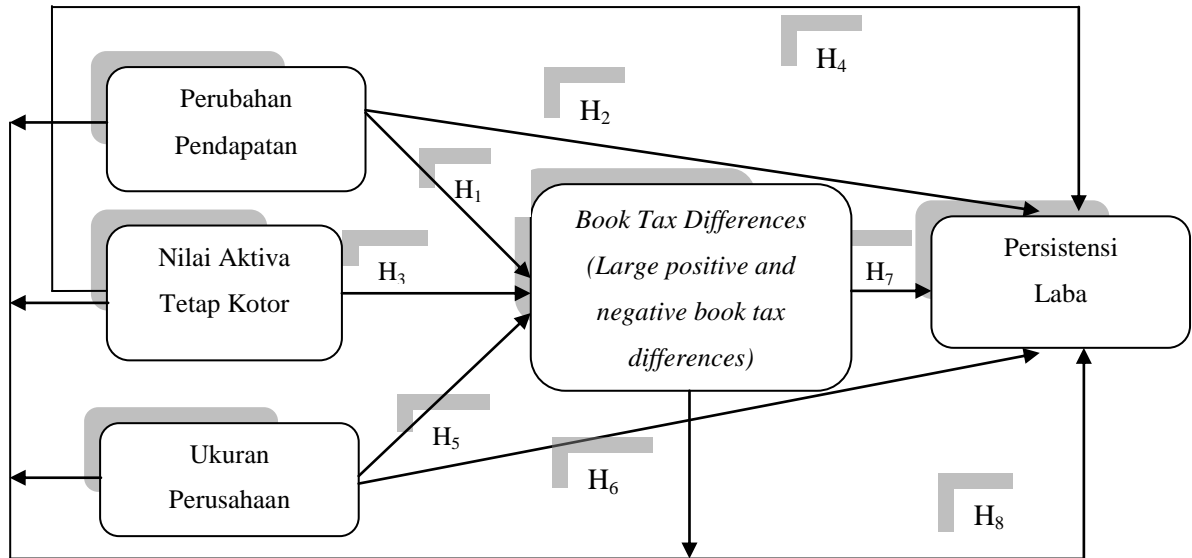 H₄
H₂
Perubahan
Pendapatan
H₁
Book Tax Differences
(Large positive and
negative book tax
differences)
Nilai Aktiva
Tetap Kotor
H₃
H₇
Persistensi
Laba
Ukuran
Perusahaan
H₅
H₆
H₈